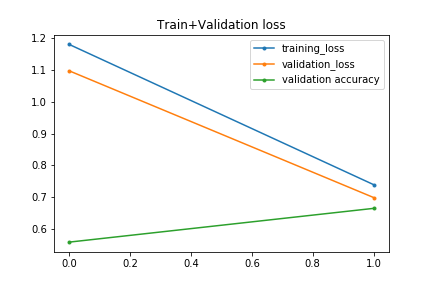 Train+Validation loss
1.2
1.1
1.0
0.9
0.8
0.7
0.6
training_loss
validation_loss
validation accuracy
0.0 0.2 0.4 0.6 0.8 1.0